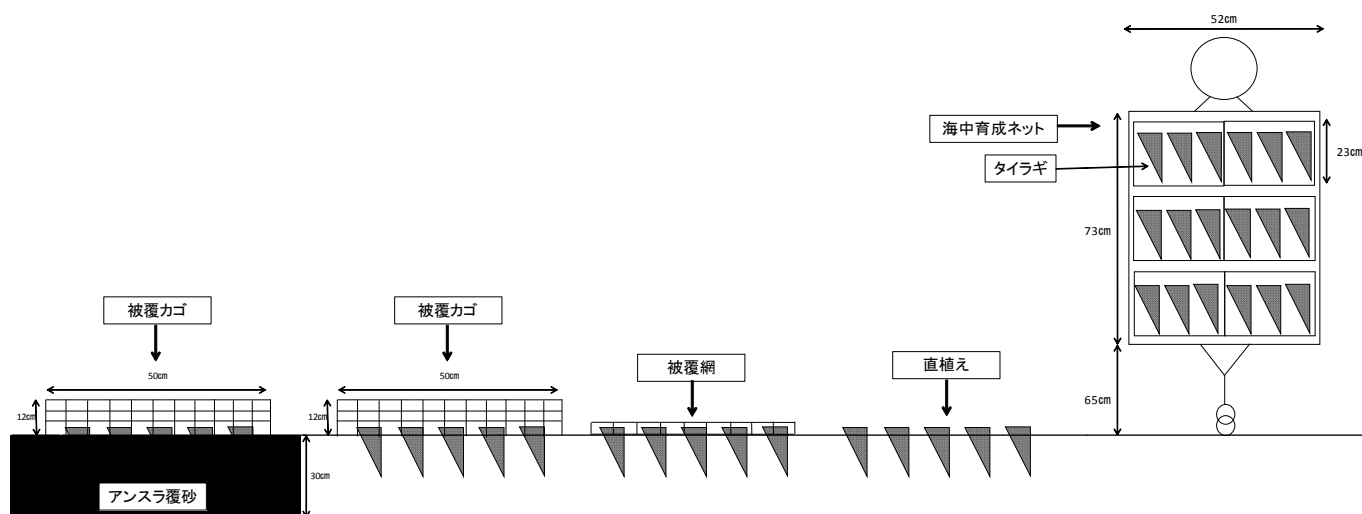 52㎝
海中育成ネット
タイラギ
23㎝
73㎝
被覆カゴ
被覆カゴ
被覆網
直植え
50㎝
50㎝
65㎝
12㎝
12㎝
30㎝
アンスラ覆砂